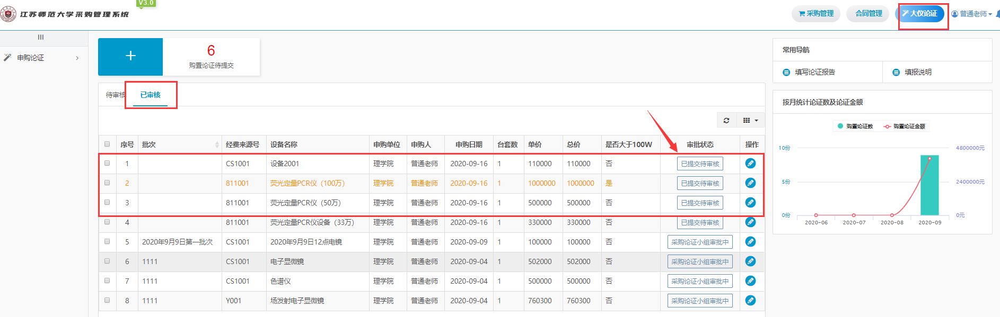 V3.0
江苏师范大学采购管理系统
采购管理 合同管理 大仪论证 普通老师
申购论证
+
6
购置论证待提交
待审核 已审核
序号 批次 经费来源号 设备名称 申购单位 申购人 申购日期 台套数 单价 总价 是否大于100W 审批状态 操作
1 CS1001 设备2001 理学院 普通老师 2020-09-16 1 110000 110000 否 已提交待审核
2 811001 荧光定量PCR仪（100万） 理学院 普通老师 2020-09-16 1 1000000 1000000 是 已提交待审核
3 811001 荧光定量PCR仪（50万） 理学院 普通老师 2020-09-16 1 500000 500000 否 已提交待审核
4 811001 荧光定量PCR仪设备（33万） 理学院 普通老师 2020-09-16 1 330000 330000 否 已提交待审核
5 2020年9月9日第一批次 CS1001 2020年9月9日12点电镜 理学院 普通老师 2020-09-09 1 100000 100000 否 采购论证小组审批中
6 1111 CS1001 电子显微镜 理学院 普通老师 2020-09-04 1 502000 502000 否 采购论证小组审批中
7 1111 CS1001 色谱仪 理学院 普通老师 2020-09-04 1 500000 500000 否 采购论证小组审批中
8 1111 Y001 场发射电子显微镜 理学院 普通老师 2020-09-04 1 760300 760300 否 采购论证小组审批中
常用导航
填写论证报告 填报说明
按月统计论证数及论证金额
购置论证数 购置论证金额
10份 4800000元
5份 2400000元
0份 0元
2020-06 2020-07 2020-08 2020-09